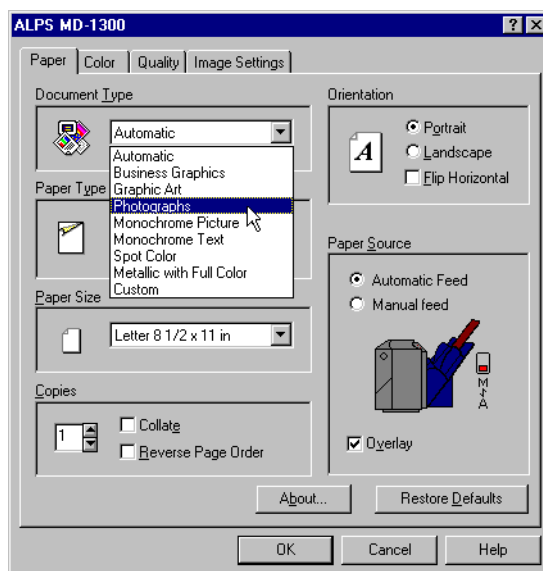 ALPS MD-1300
Paper
Color
Quality
Image Settings
Document Type
Automatic
Automatic
Business Graphics
Graphic Art
Photographs
Monochrome Picture
Monochrome Text
Spot Color
Metallic with Full Color
Custom
Paper Type
Paper Size
Letter 8 1/2 x 11 in
Copies
1
Collate
Reverse Page Order
Orientation
A
Portrait
Landscape
Flip Horizontal
Paper Source
Automatic Feed
Manual feed
M
A
Overlay
About...
Restore Defaults
OK
Cancel
Help